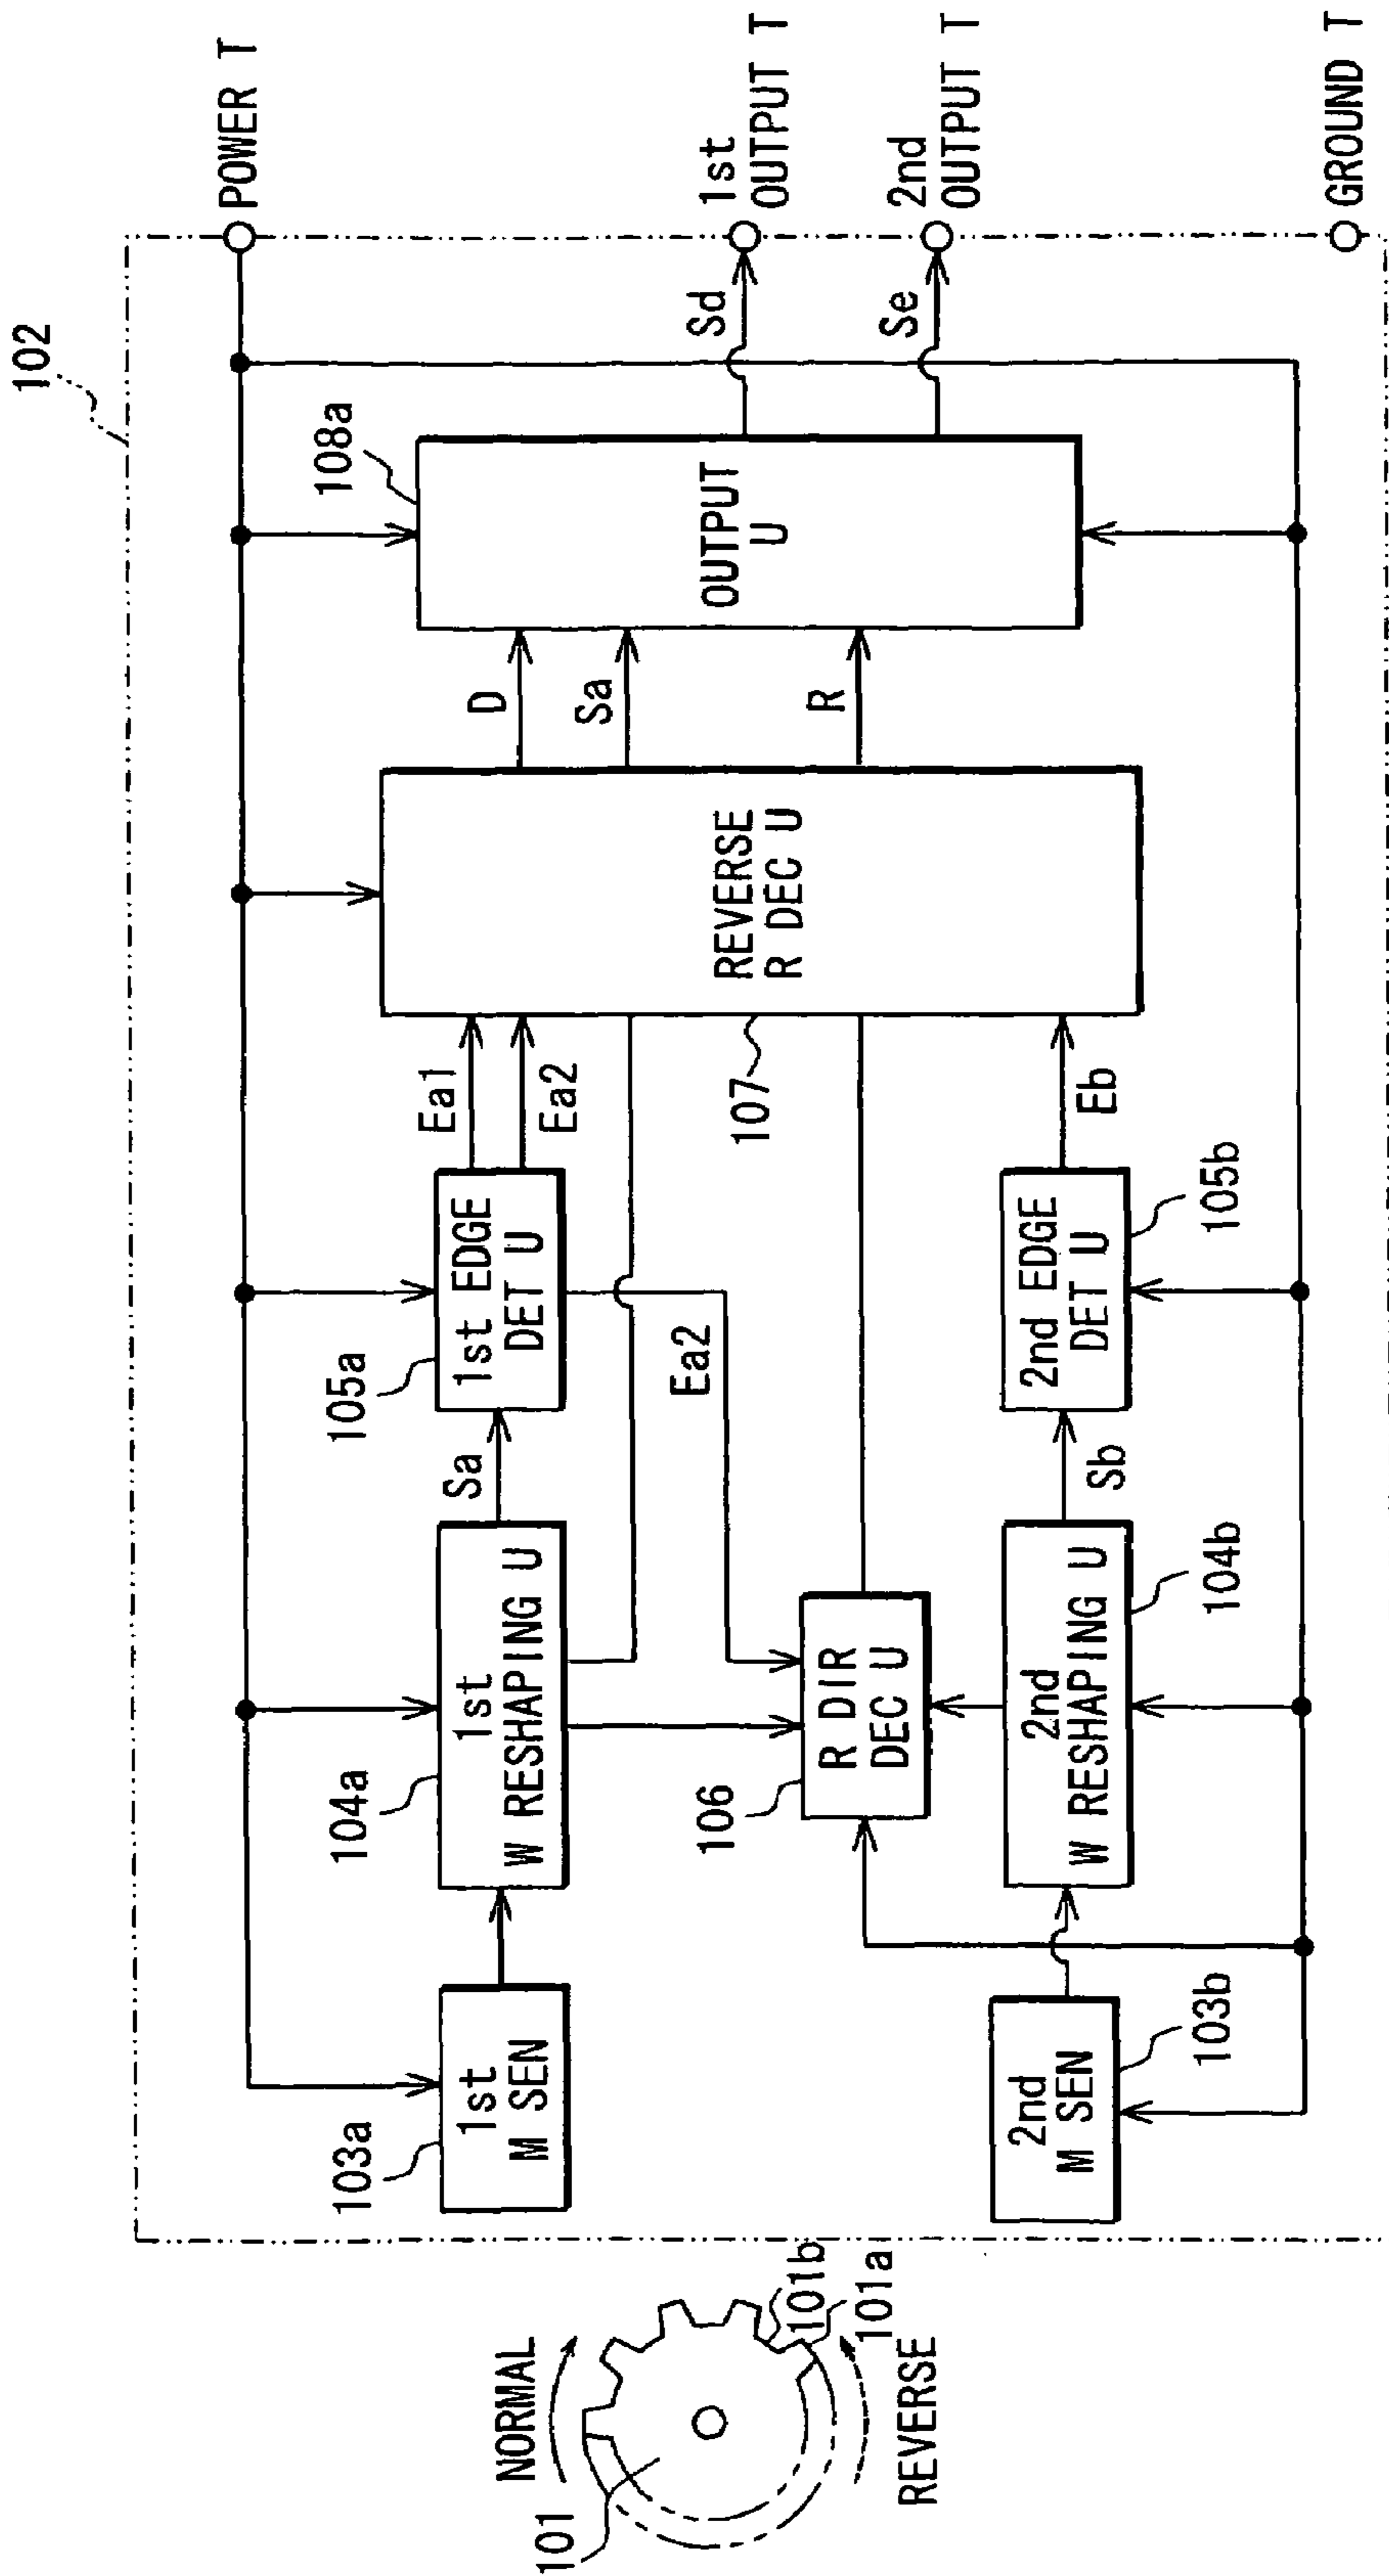 102
POWER T
1st
OUTPUT T
2nd
OUTPUT T
GROUND T
108a
OUTPUT
U
Sd
Se
D
Sa
R
REVERSE
R DEC U
107
Ea1
Ea2
Eb
105a
1st EDGE
DET U
Ea2
2nd EDGE
DET U
105b
Sa
Sb
104a
1st
W RESHAPING U
106
R DIR
DEC U
2nd
W RESHAPING U
104b
103a
1st
M SEN
2nd
M SEN
103b
NORMAL
101
101b
101a
REVERSE